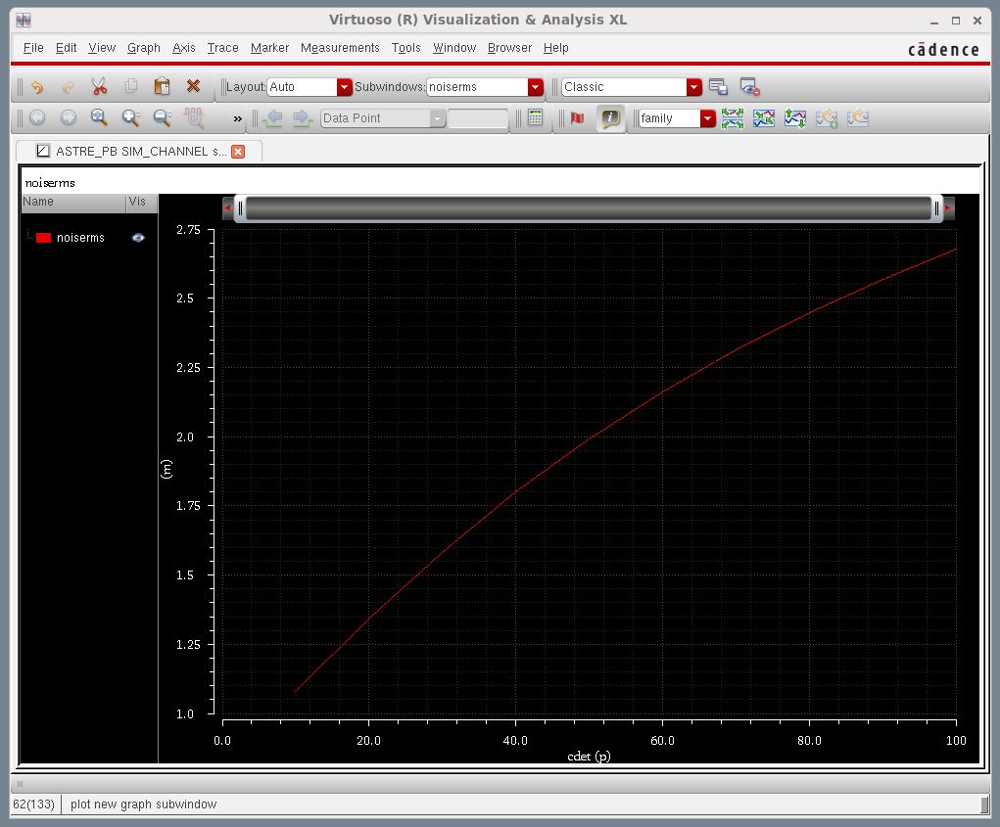 Virtuoso (R) Visualization & Analysis XL
File Edit View Graph Axis Trace Marker Measurements Tools Window Browser Help
cādence
Layout: Auto Subwindows: noiserms Classic
» Data Point family
ASTRE_PB SIM_CHANNEL s...
noiserms
Name Vis
noiserms
2.75
2.5
2.25
2.0
1.75
1.5
1.25
1.0
(m)
0.0 20.0 40.0 60.0 80.0 100
cdet (p)
62(133) plot new graph subwindow